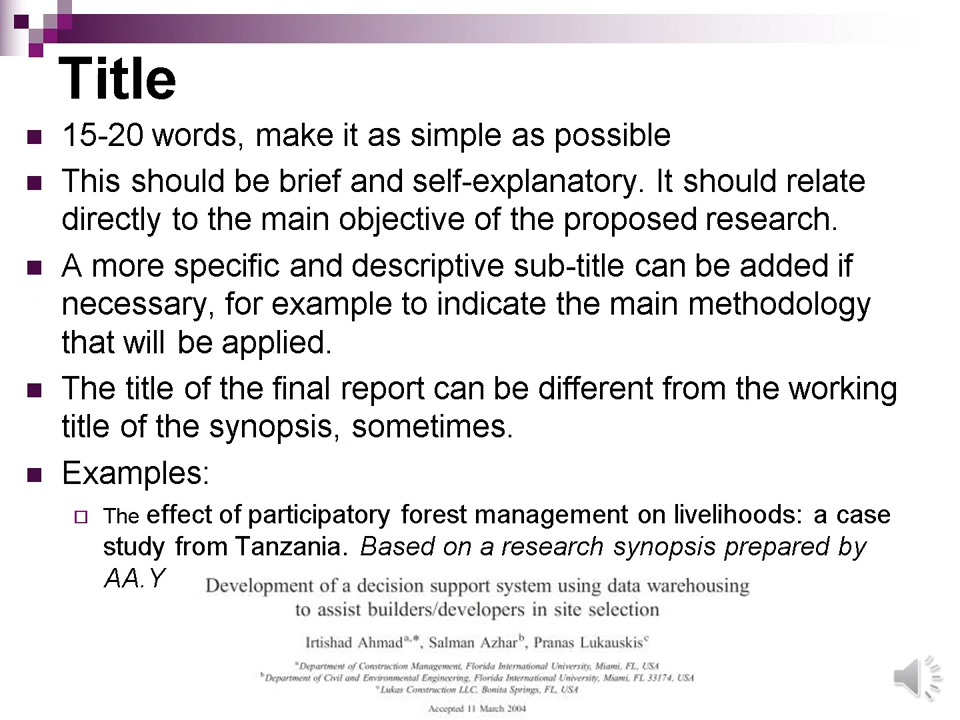 Title
15-20 words, make it as simple as possible
This should be brief and self-explanatory. It should relate
directly to the main objective of the proposed research.
A more specific and descriptive sub-title can be added if
necessary, for example to indicate the main methodology
that will be applied.
The title of the final report can be different from the working
title of the synopsis, sometimes.
Examples:
The effect of participatory forest management on livelihoods: a case
study from Tanzania. Based on a research synopsis prepared by
AA.Y
Development of a decision support system using data warehousing
to assist builders/developers in site selection
Irtishad Ahmad a,*, Salman Azhar b, Pranas Lukauskis c
a Department of Construction Management, Florida International University, Miami, FL, USA
b Department of Civil and Environmental Engineering, Florida International University, Miami, FL 33174, USA
c Lukas Construction LLC, Bonita Springs, FL, USA
Accepted 11 March 2004